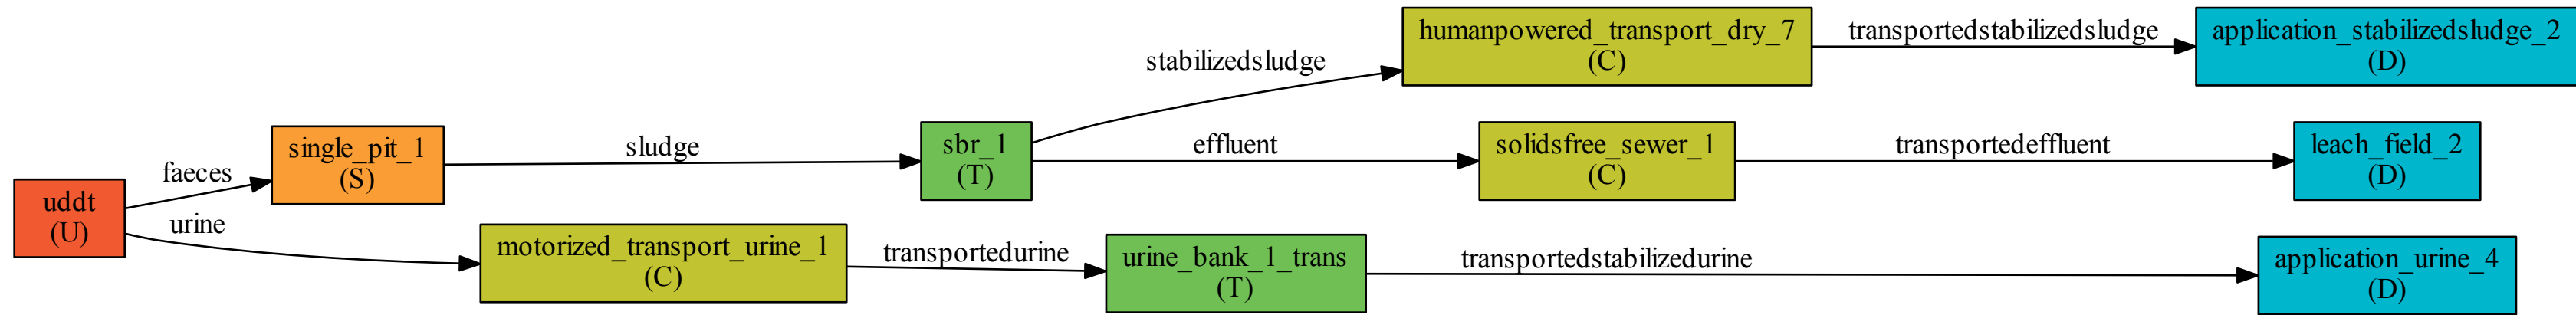 uddt
(U)
faeces
urine
single_pit_1
(S)
sludge
motorized_transport_urine_1
(C)
transportedurine
sbr_1
(T)
stabilizedsludge
effluent
urine_bank_1_trans
(T)
transportedstabilizedurine
humanpowered_transport_dry_7
(C)
transportedstabilizedsludge
solidsfree_sewer_1
(C)
transportedeffluent
application_stabilizedsludge_2
(D)
leach_field_2
(D)
application_urine_4
(D)